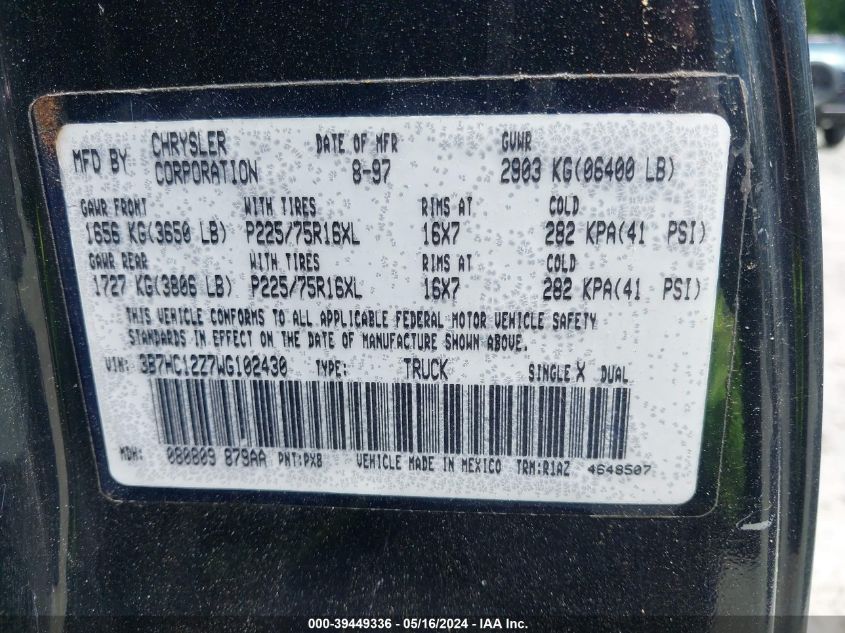 MFD BY CHRYSLER CORPORATION DATE OF MFR 8-97 GVWR 2903 KG(06400 LB)
GAWR FRONT WITH TIRES RIMS AT COLD
1656 KG(3650 LB) P225/75R16XL 16X7 282 KPA(41 PSI)
GAWR REAR WITH TIRES RIMS AT COLD
1727 KG(3806 LB) P225/75R16XL 16X7 282 KPA(41 PSI)
THIS VEHICLE CONFORMS TO ALL APPLICABLE FEDERAL MOTOR VEHICLE SAFETY
STANDARDS IN EFFECT ON THE DATE OF MANUFACTURE SHOWN ABOVE.
VIN: 3B7HC12Z7WG102430 TYPE: TRUCK SINGLE X DUAL
MDH: 080809 879AA PNT:PX8 VEHICLE MADE IN MEXICO TRM:R1AZ 4648507
000 - 39449336 - 05/16/2024 - IAA Inc.